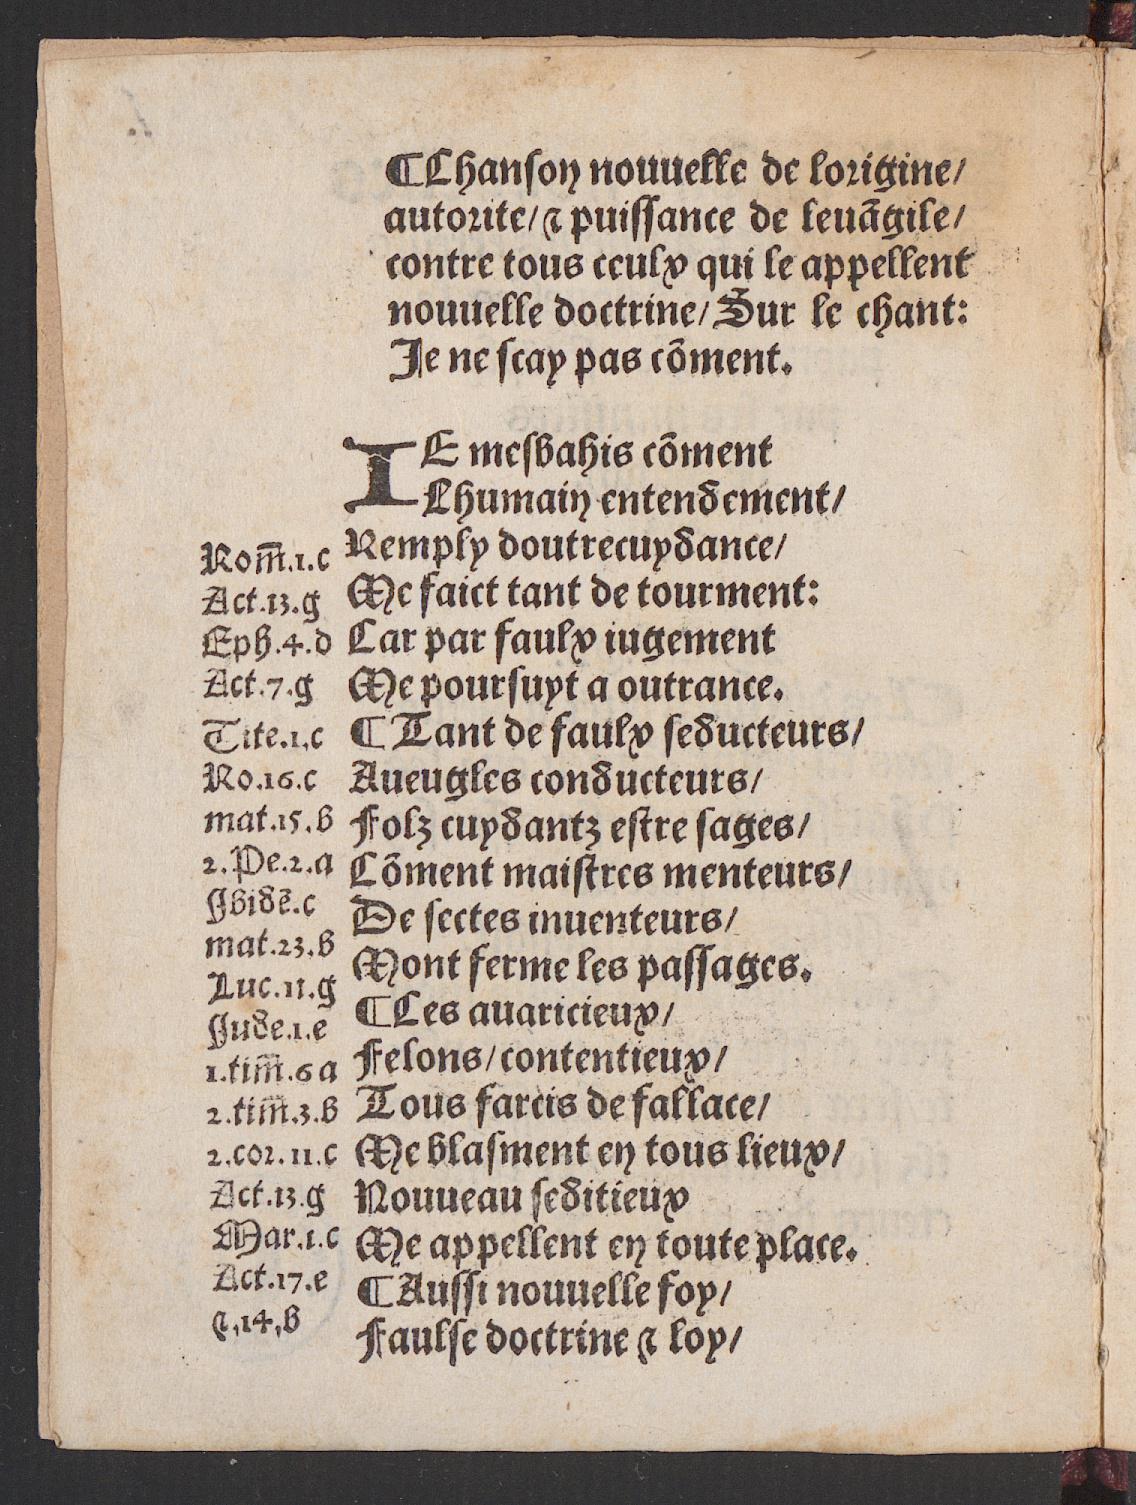 ¶Chanson nouuelle de lorigine/
autorite/ & puissance de leuãgile/
contre tous ceulx qui le appellent
nouuelle doctrine/ Sur le chant:
Je ne scay pas cõment.
IE mesbahis cõment
Lhumain entendement/
Remply doutrecuydance/
Me faict tant de tourment:
Car par faulx iugement
Me poursuyt a outrance.
¶Tant de faulx seducteurs/
Aueugles conducteurs/
Folz cuydantz estre sages/
Cõment maistres menteurs/
De sectes inuenteurs/
Mont ferme les passages.
¶Les auaricieux/
Felons/ contentieux/
Tous farcis de fallace/
Me blasment en tous lieux/
Nouueau seditieux
Me appellent en toute place.
¶Aussi nouuelle foy/
Faulse doctrine & loy/
Rom̃.1.c
Act.13.g
Eph.4.d
Act.7.g
Tite.1.c
Ro.16.c
mat.15.b
2.Pe.2.a
Ibidẽ.c
mat.23.b
Luc.11.g
Jude.1.e
1.tim̃.6 a
2.tim̃.3.b
2.cor.11.c
Act.13.g
Mar.1.c
Act.17.e
&,14,b